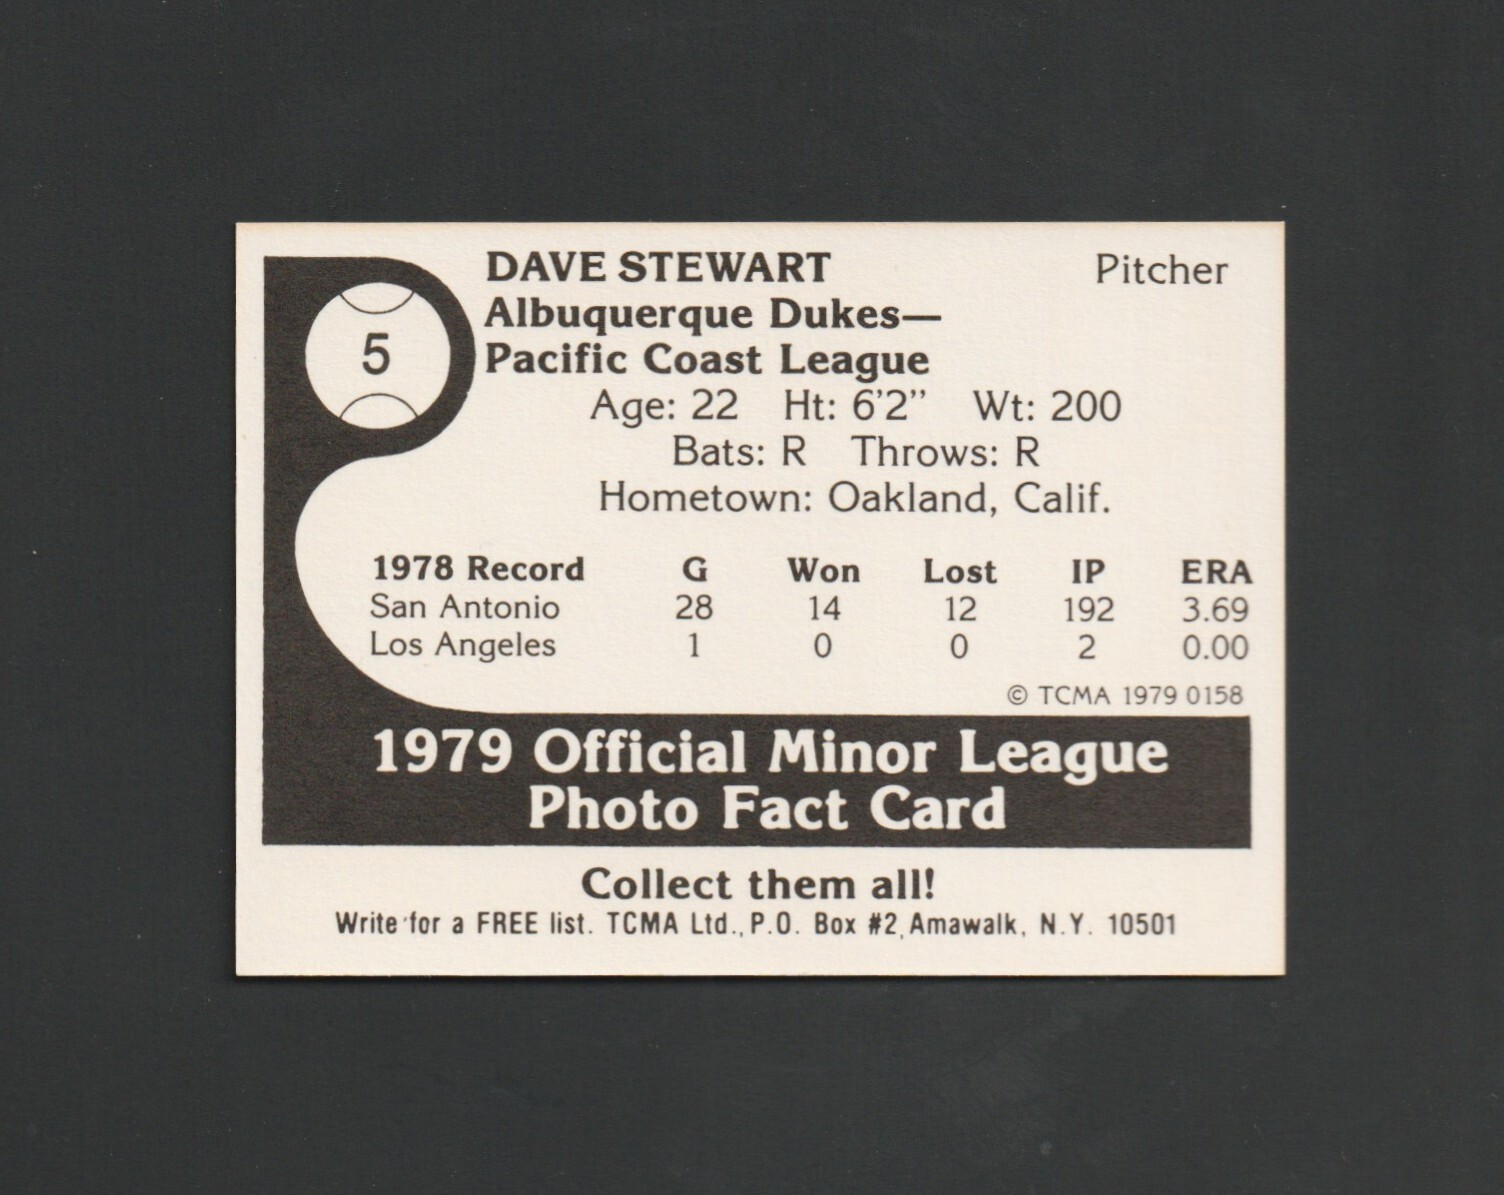 5
DAVE STEWART Pitcher
Albuquerque Dukes—
Pacific Coast League
Age: 22 Ht: 6'2" Wt: 200
Bats: R Throws: R
Hometown: Oakland, Calif.
1978 Record G Won Lost IP ERA
San Antonio 28 14 12 192 3.69
Los Angeles 1 0 0 2 0.00
© TCMA 1979 0158
1979 Official Minor League
Photo Fact Card
Collect them all!
Write for a FREE list. TCMA Ltd., P.O. Box #2, Amawalk, N.Y. 10501